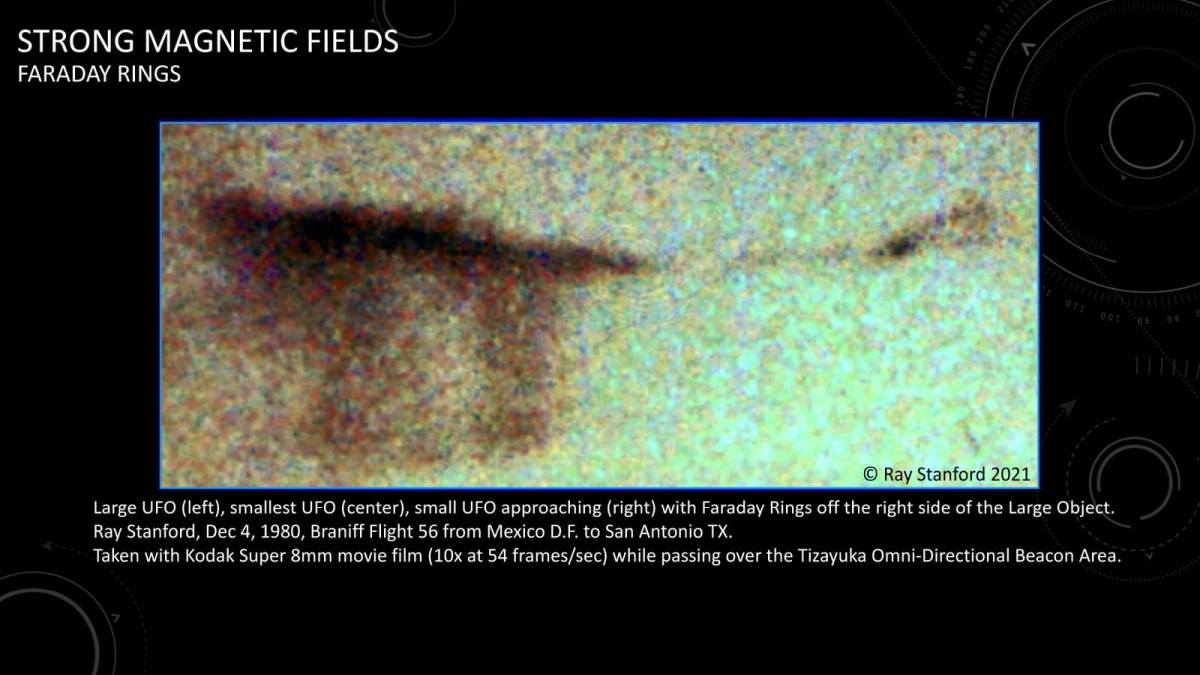 STRONG MAGNETIC FIELDS
FARADAY RINGS
© Ray Stanford 2021
Large UFO (left), smallest UFO (center), small UFO approaching (right) with Faraday Rings off the right side of the Large Object.
Ray Stanford, Dec 4, 1980, Braniff Flight 56 from Mexico D.F. to San Antonio TX.
Taken with Kodak Super 8mm movie film (10x at 54 frames/sec) while passing over the Tizayuka Omni-Directional Beacon Area.